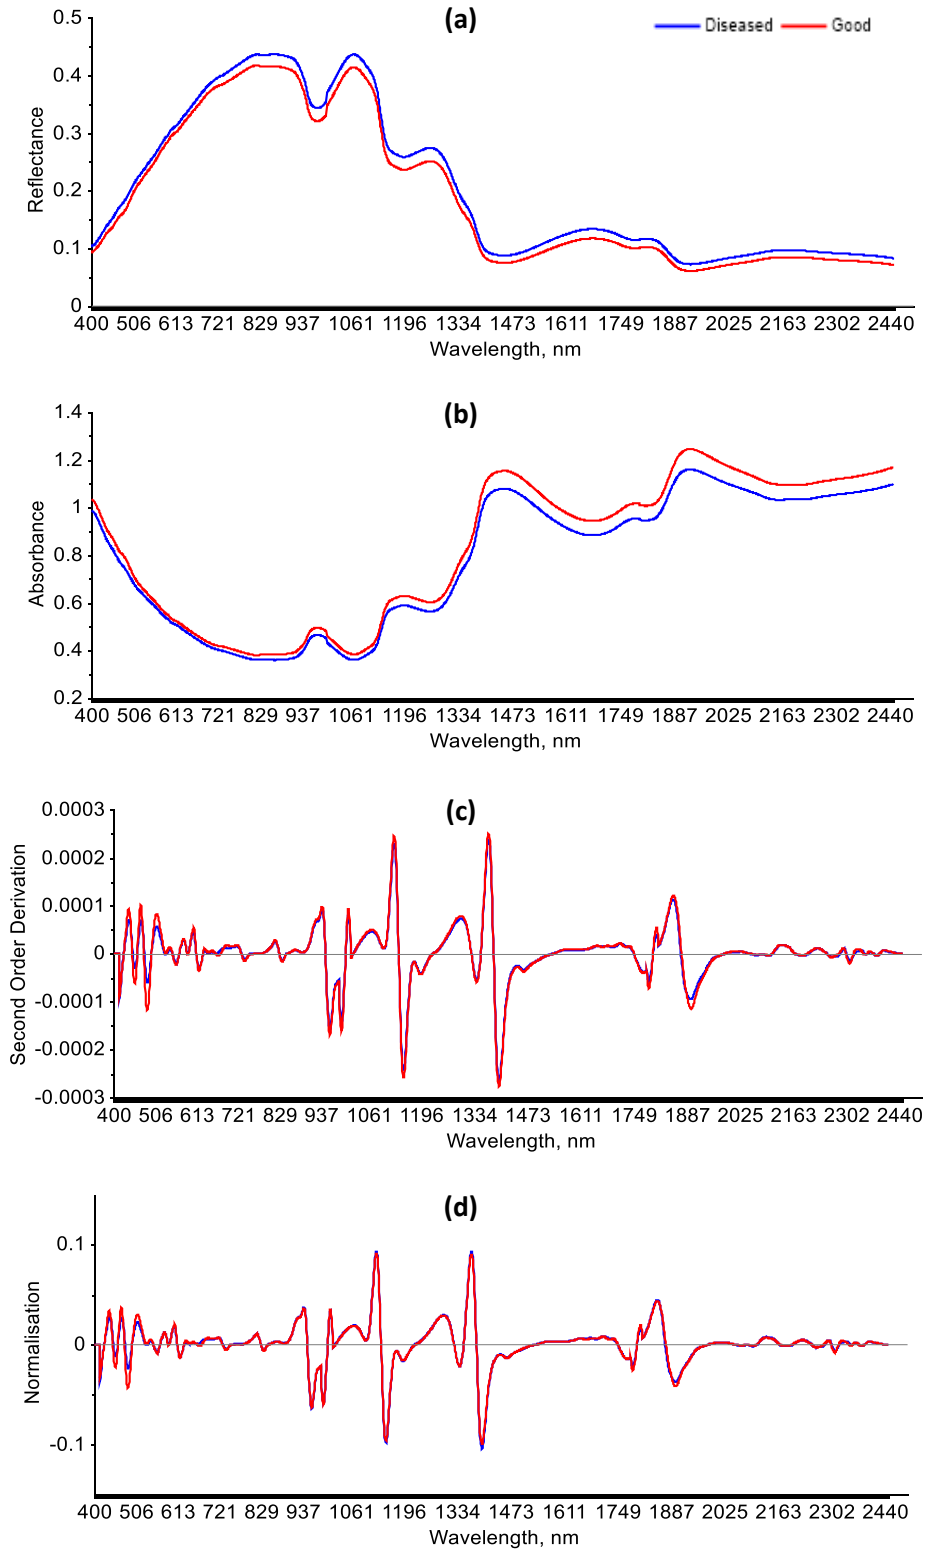 (a)
Diseased Good
0.5
0.4
0.3
0.2
0.1
0
Reflectance
400 506 613 721 829 937 1061 1196 1334 1473 1611 1749 1887 2025 2163 2302 2440
Wavelength, nm
(b)
1.4
1.2
1
0.8
0.6
0.4
0.2
Absorbance
400 506 613 721 829 937 1061 1196 1334 1473 1611 1749 1887 2025 2163 2302 2440
Wavelength, nm
(c)
0.0003
0.0002
0.0001
0
-0.0001
-0.0002
-0.0003
Second Order Derivation
400 506 613 721 829 937 1061 1196 1334 1473 1611 1749 1887 2025 2163 2302 2440
Wavelength, nm
(d)
0.1
0
-0.1
Normalisation
400 506 613 721 829 937 1061 1196 1334 1473 1611 1749 1887 2025 2163 2302 2440
Wavelength, nm